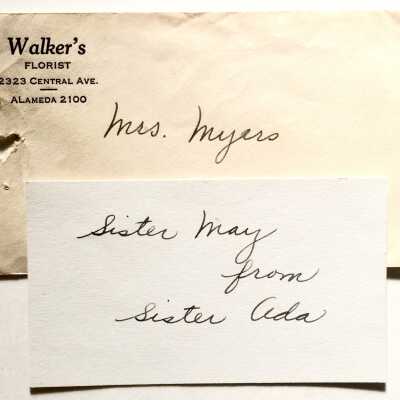 Walker's
FLORIST
2323 CENTRAL AVE.
ALAMEDA 2100
Mrs. Myers
Sister May
from
Sister Ada